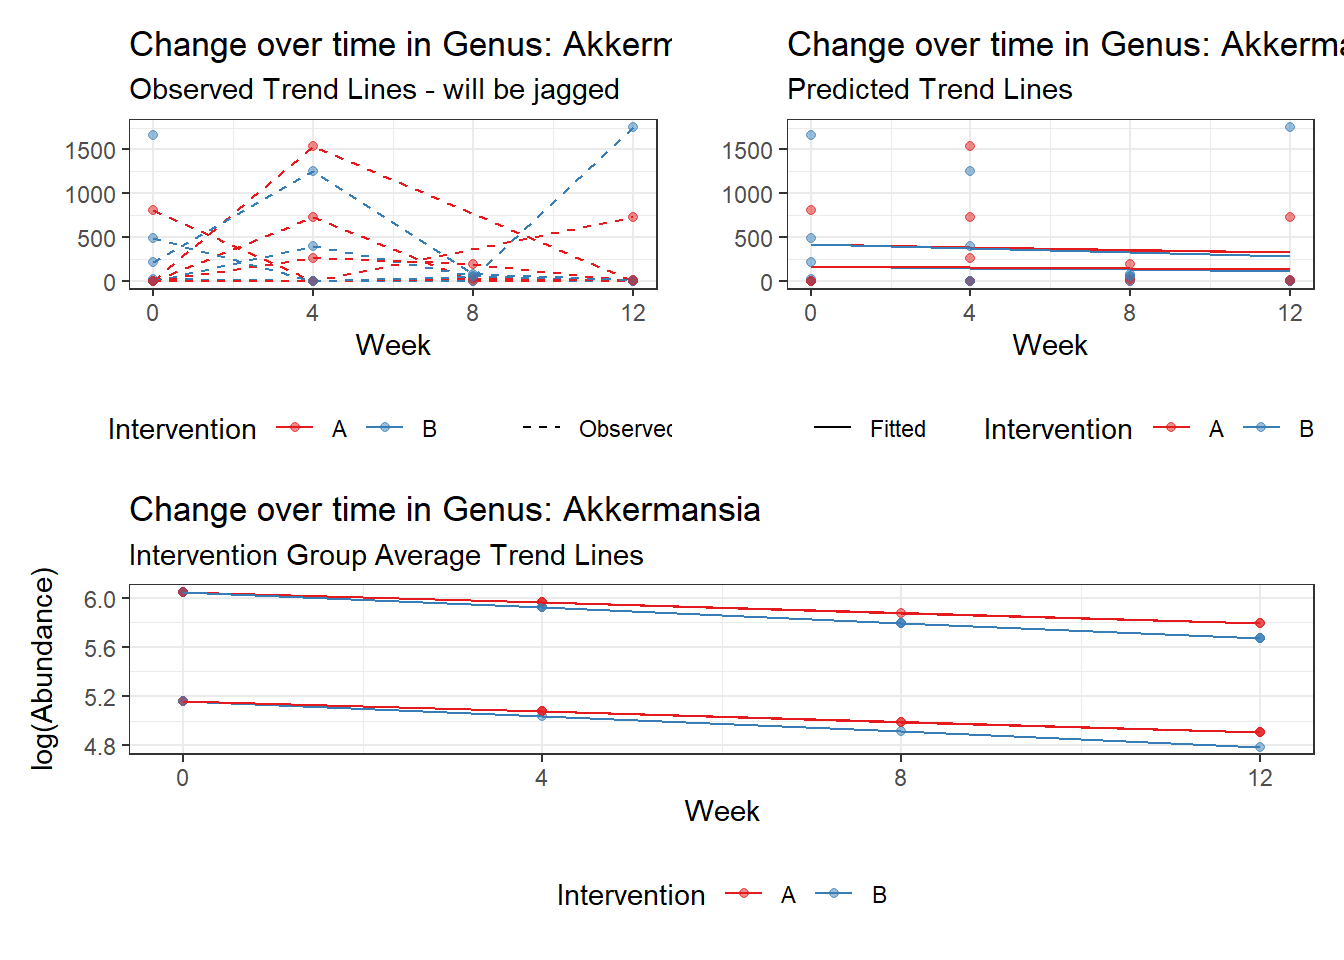 Change over time in Genus: Akkerm
Observed Trend Lines - will be jagged
1500
1000
500
0
0 4 8 12
Week
Intervention A B Observed
Change over time in Genus: Akkerma
Predicted Trend Lines
1500
1000
500
0
0 4 8 12
Week
Fitted Intervention A B
Change over time in Genus: Akkermansia
Intervention Group Average Trend Lines
log(Abundance)
6.0
5.6
5.2
4.8
0 4 8 12
Week
Intervention A B